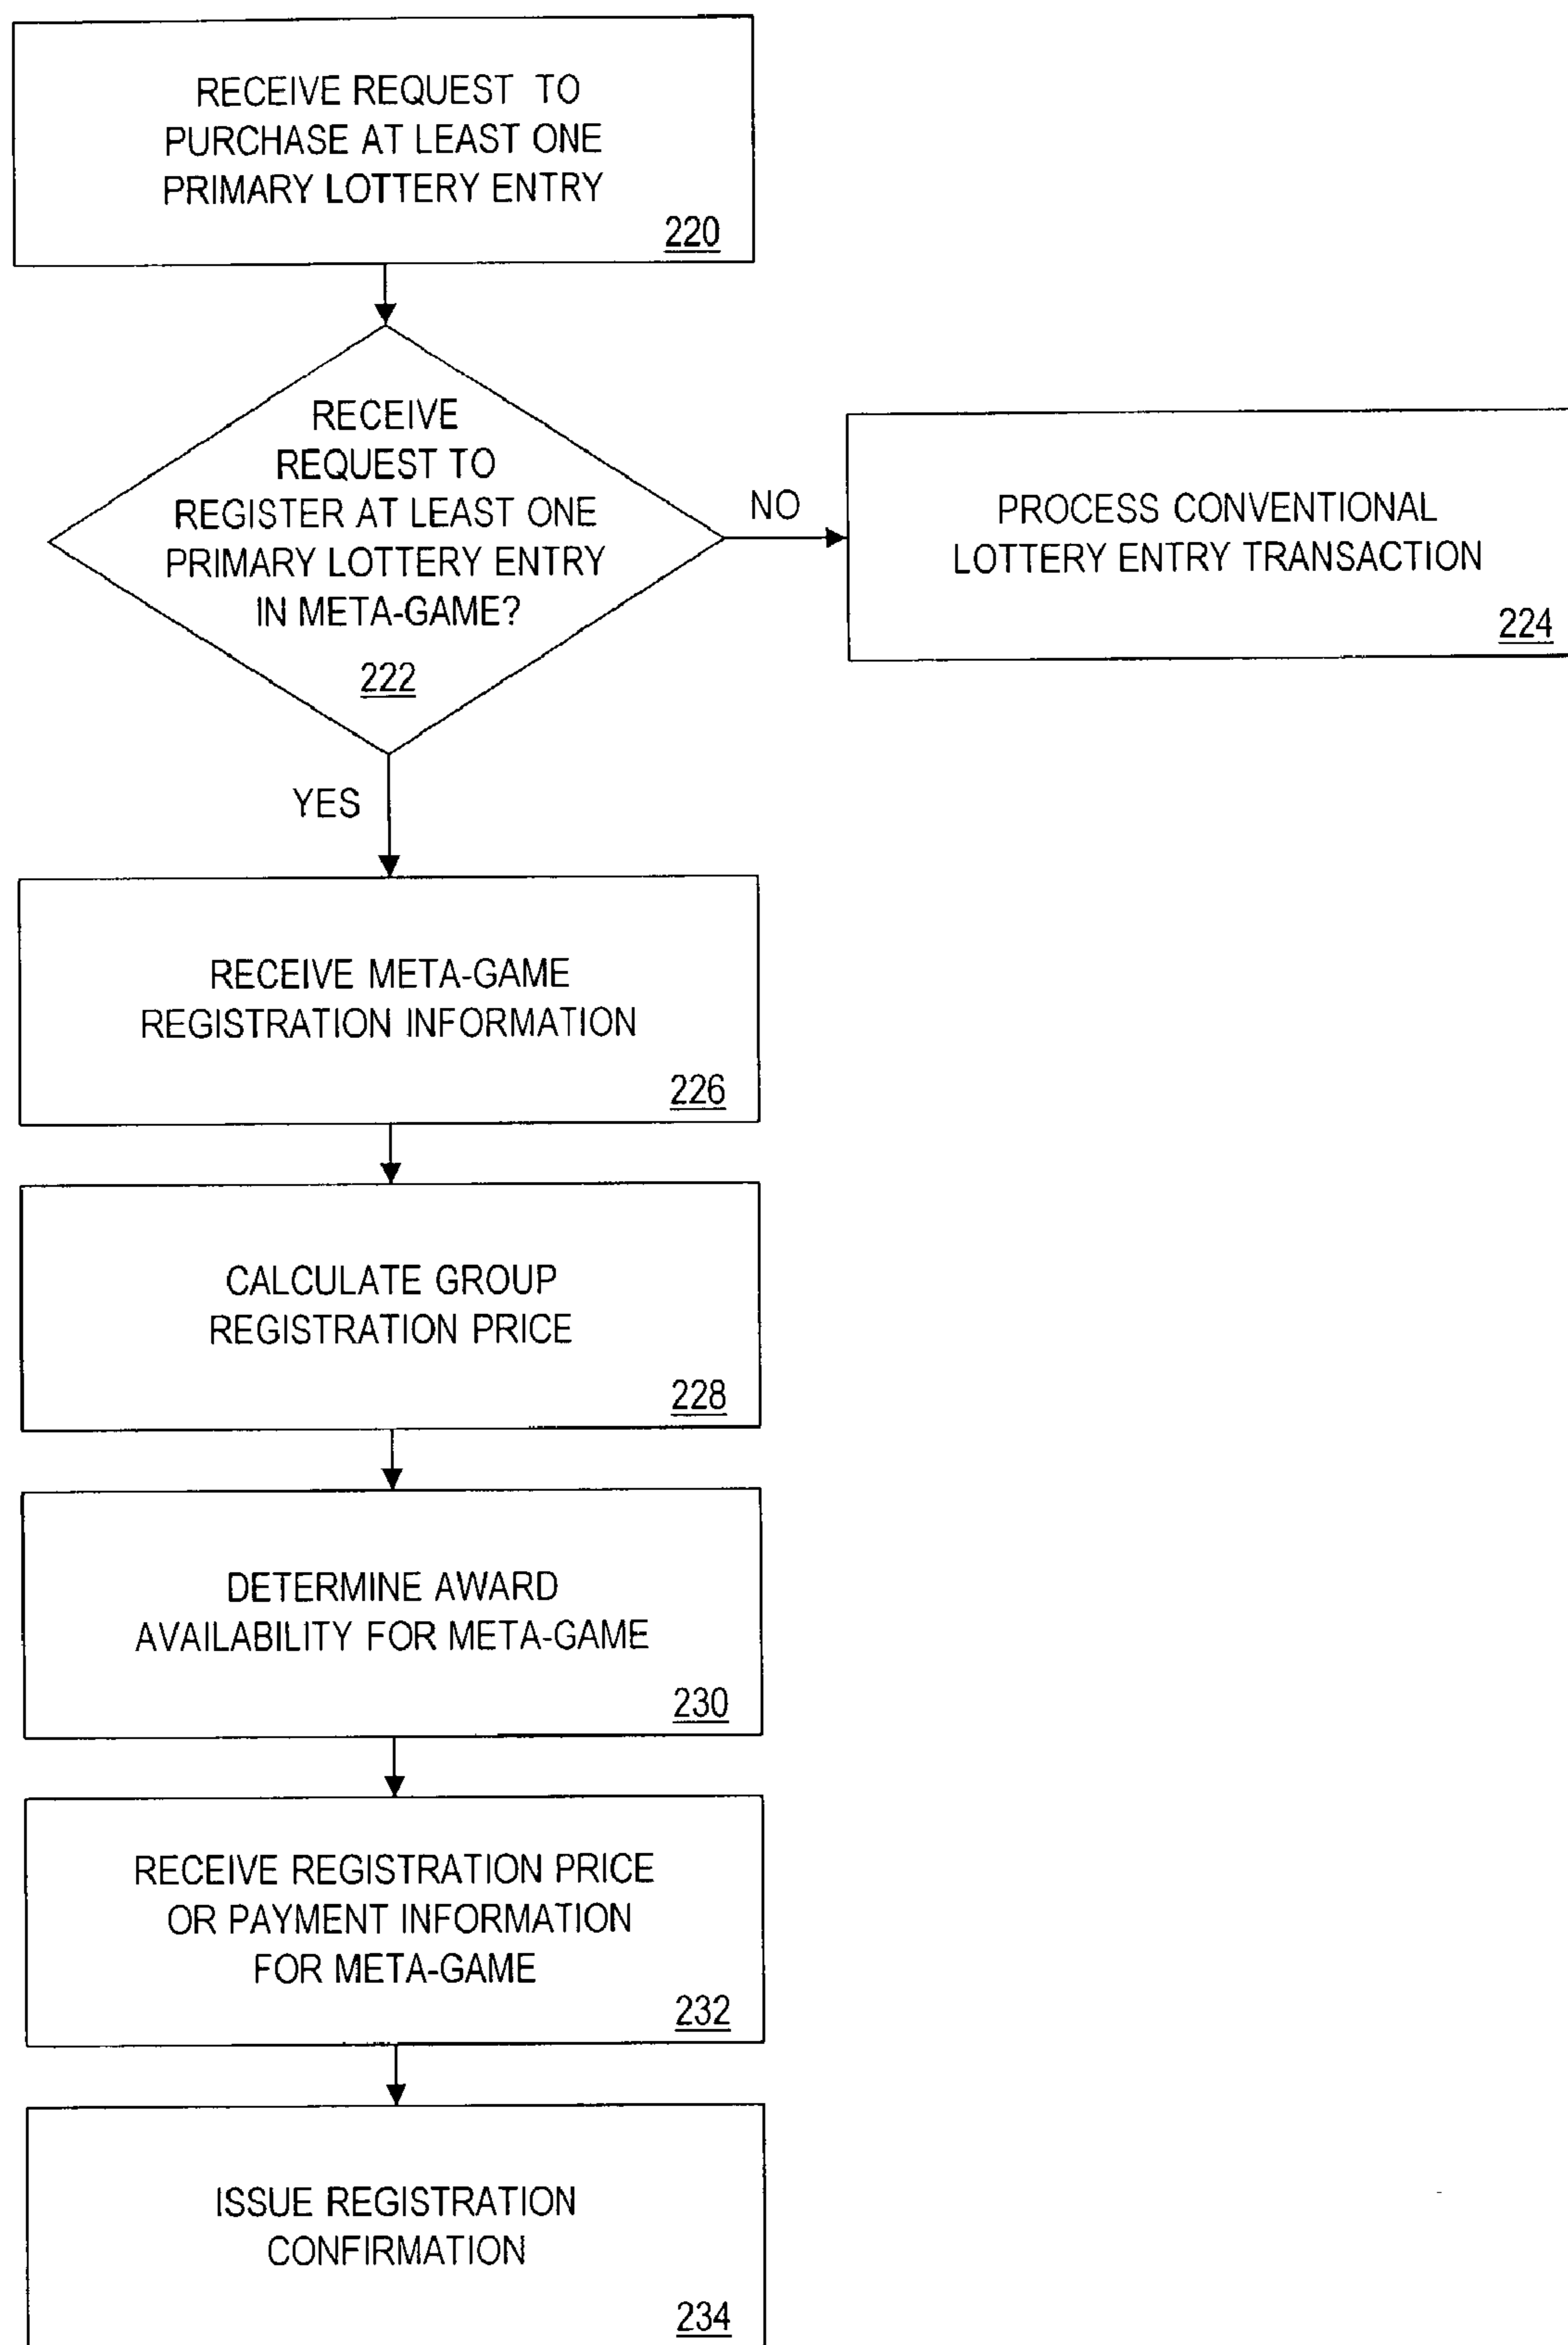 RECEIVE REQUEST TO
PURCHASE AT LEAST ONE
PRIMARY LOTTERY ENTRY
220
RECEIVE
REQUEST TO
REGISTER AT LEAST ONE
PRIMARY LOTTERY ENTRY
IN META-GAME?
222
NO
PROCESS CONVENTIONAL
LOTTERY ENTRY TRANSACTION
224
YES
RECEIVE META-GAME
REGISTRATION INFORMATION
226
CALCULATE GROUP
REGISTRATION PRICE
228
DETERMINE AWARD
AVAILABILITY FOR META-GAME
230
RECEIVE REGISTRATION PRICE
OR PAYMENT INFORMATION
FOR META-GAME
232
ISSUE REGISTRATION
CONFIRMATION
234